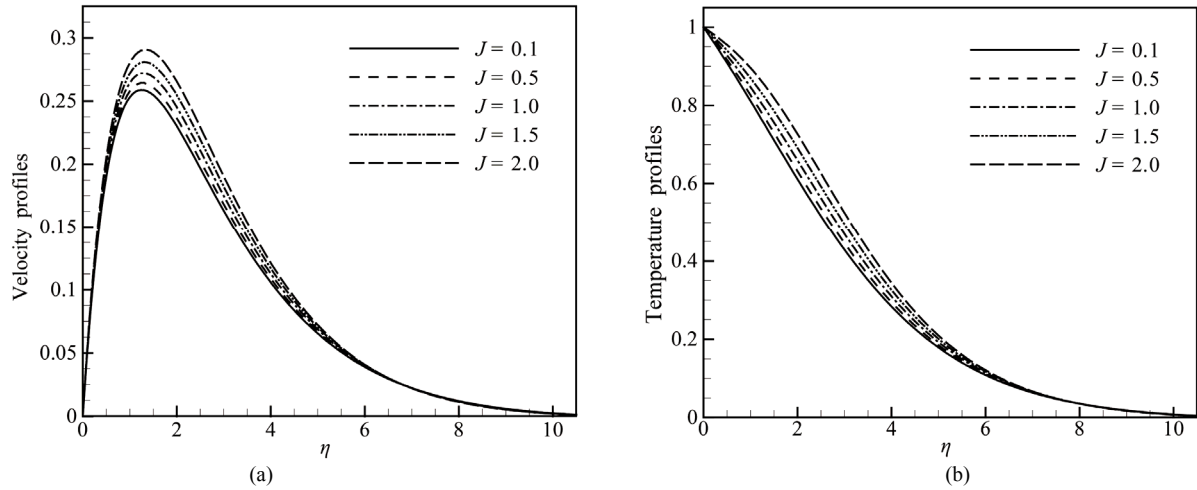 0.3
0.25
0.2
0.15
0.1
0.05
0
Velocity profiles
J = 0.1
J = 0.5
J = 1.0
J = 1.5
J = 2.0
0 2 4 6 8 10
η
(a)
1
0.8
0.6
0.4
0.2
0
Temperature profiles
J = 0.1
J = 0.5
J = 1.0
J = 1.5
J = 2.0
0 2 4 6 8 10
η
(b)